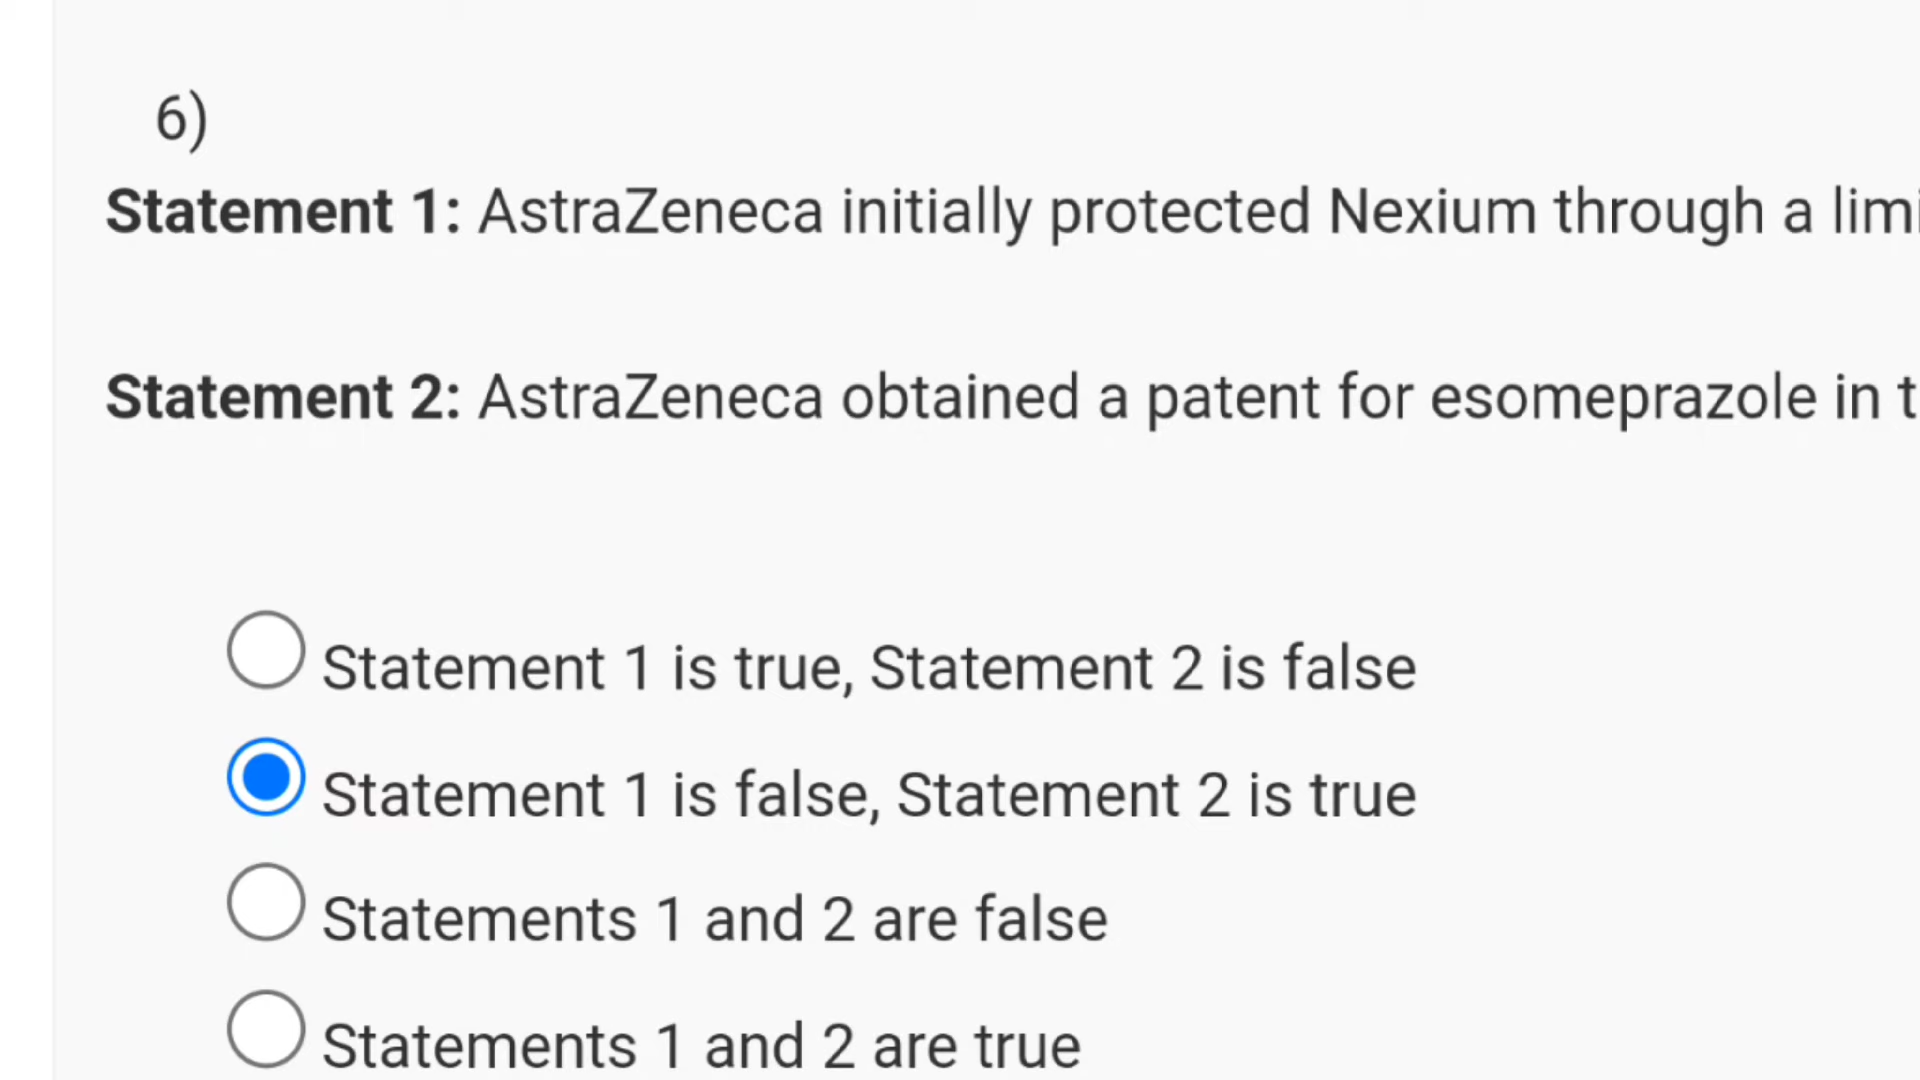 6)
Statement 1: AstraZeneca initially protected Nexium through a
Statement 2: AstraZeneca obtained a patent for esomeprazole in
Statement 1 is true, Statement 2 is false
Statement 1 is false, Statement 2 is true
Statements 1 and 2 are false
Statements 1 and 2 are true